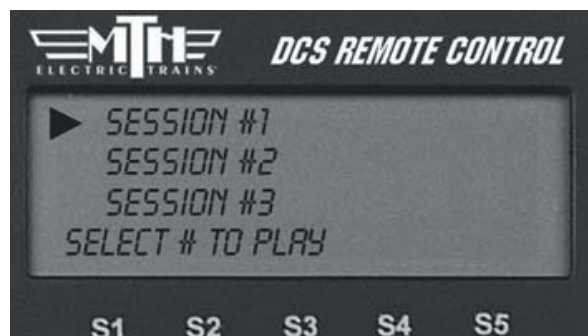 MTH
ELECTRIC TRAINS
DCS REMOTE CONTROL
SESSION #1
SESSION #2
SESSION #3
SELECT # TO PLAY
S1 S2 S3 S4 S5